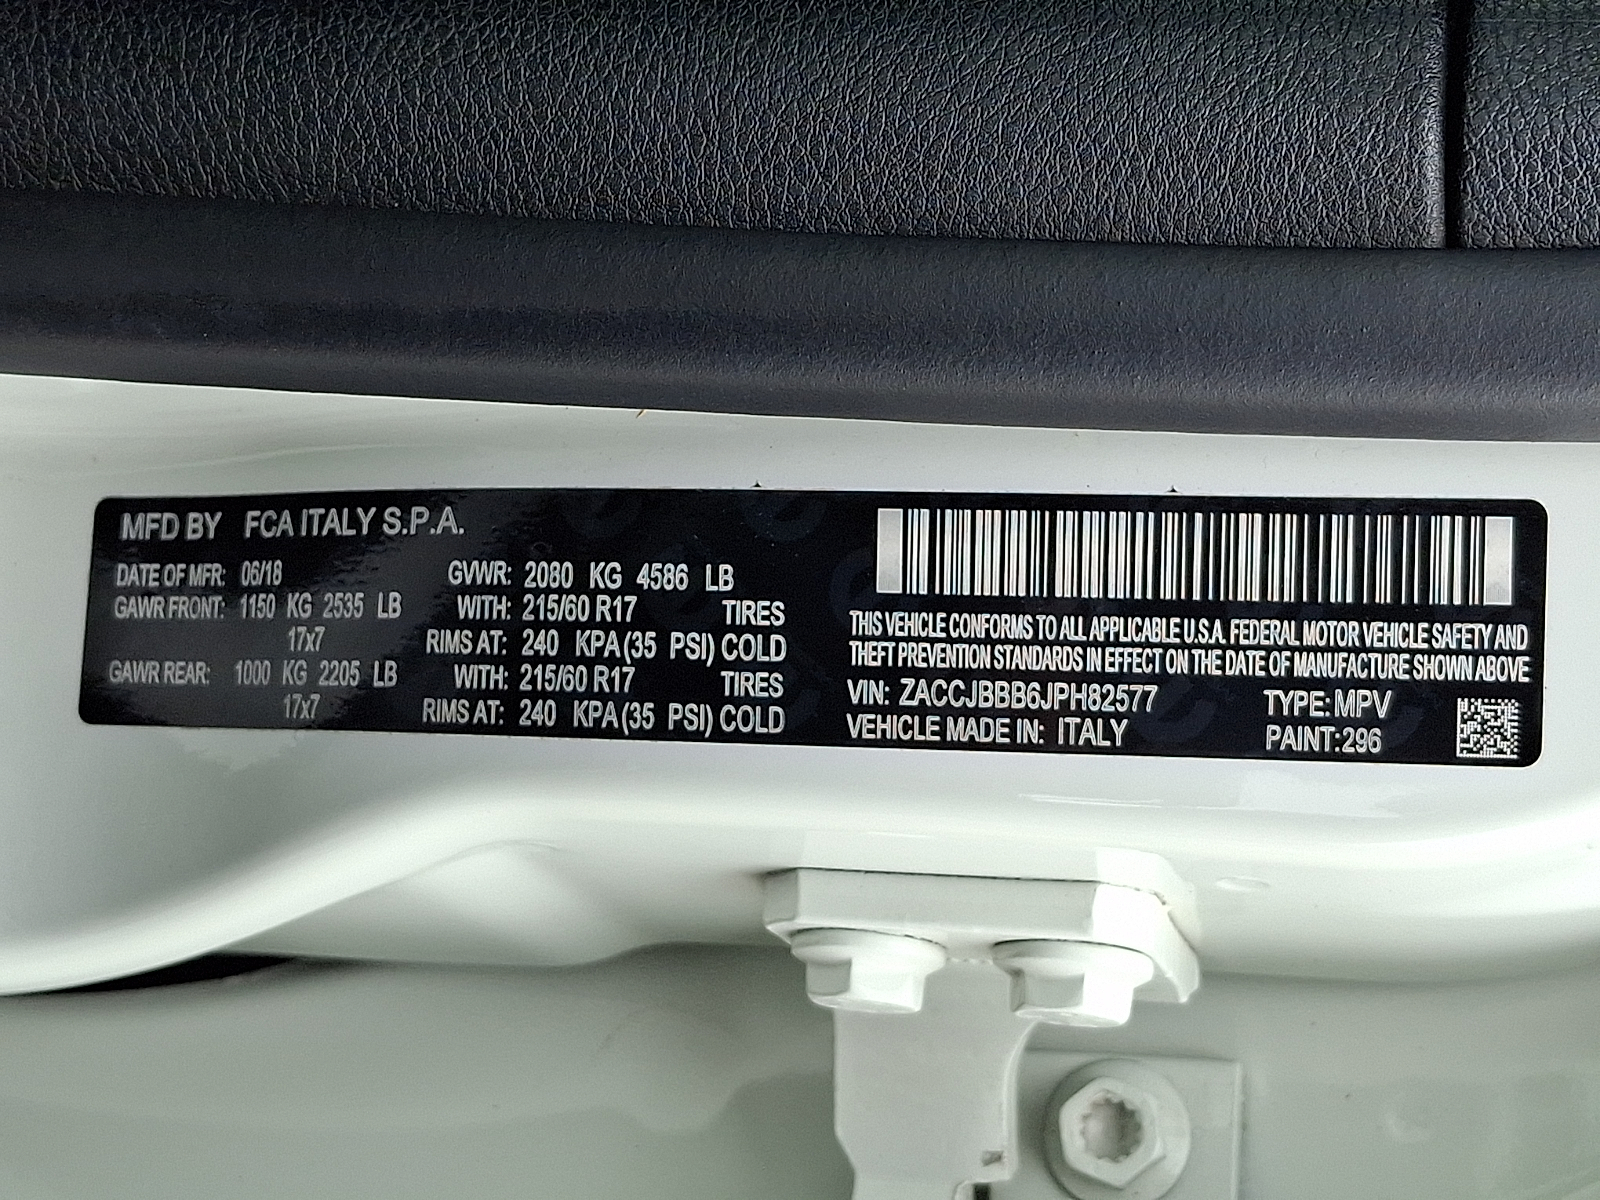 MFD BY FCA ITALY S.P.A.
DATE OF MFR: 06/18 GVWR: 2080 KG 4586 LB
GAWR FRONT: 1150 KG 2535 LB WITH: 215/60 R17 TIRES
17x7 RIMS AT: 240 KPA (35 PSI) COLD
GAWR REAR: 1000 KG 2205 LB WITH: 215/60 R17 TIRES
17x7 RIMS AT: 240 KPA (35 PSI) COLD
THIS VEHICLE CONFORMS TO ALL APPLICABLE U.S.A. FEDERAL MOTOR VEHICLE SAFETY AND
THEFT PREVENTION STANDARDS IN EFFECT ON THE DATE OF MANUFACTURE SHOWN ABOVE
VIN: ZACCJBBB6JPH82577 TYPE: MPV
VEHICLE MADE IN: ITALY PAINT: 296